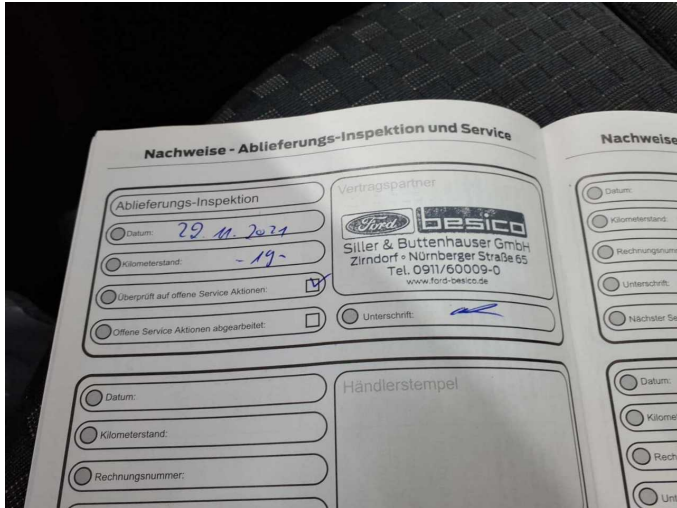 Nachweise - Ablieferungs-Inspektion und Service
Ablieferungs-Inspektion
Datum: 29. 11. 2021
Kilometerstand: - 19 -
Überprüft auf offene Service Aktionen:
Offene Service Aktionen abgearbeitet:
Vertragspartner
Ford besico
Siller & Buttenhauser GmbH
Zirndorf • Nürnberger Straße 65
Tel. 0911/60009-0
www.ford-besico.de
Unterschrift:
Datum:
Kilometerstand:
Rechnungsnummer:
Händlerstempel
Nachweise
Datum:
Kilometerstand:
Rechnungsnum
Unterschrift:
Nächster Se
Datum:
Kilome
Rech
Unt